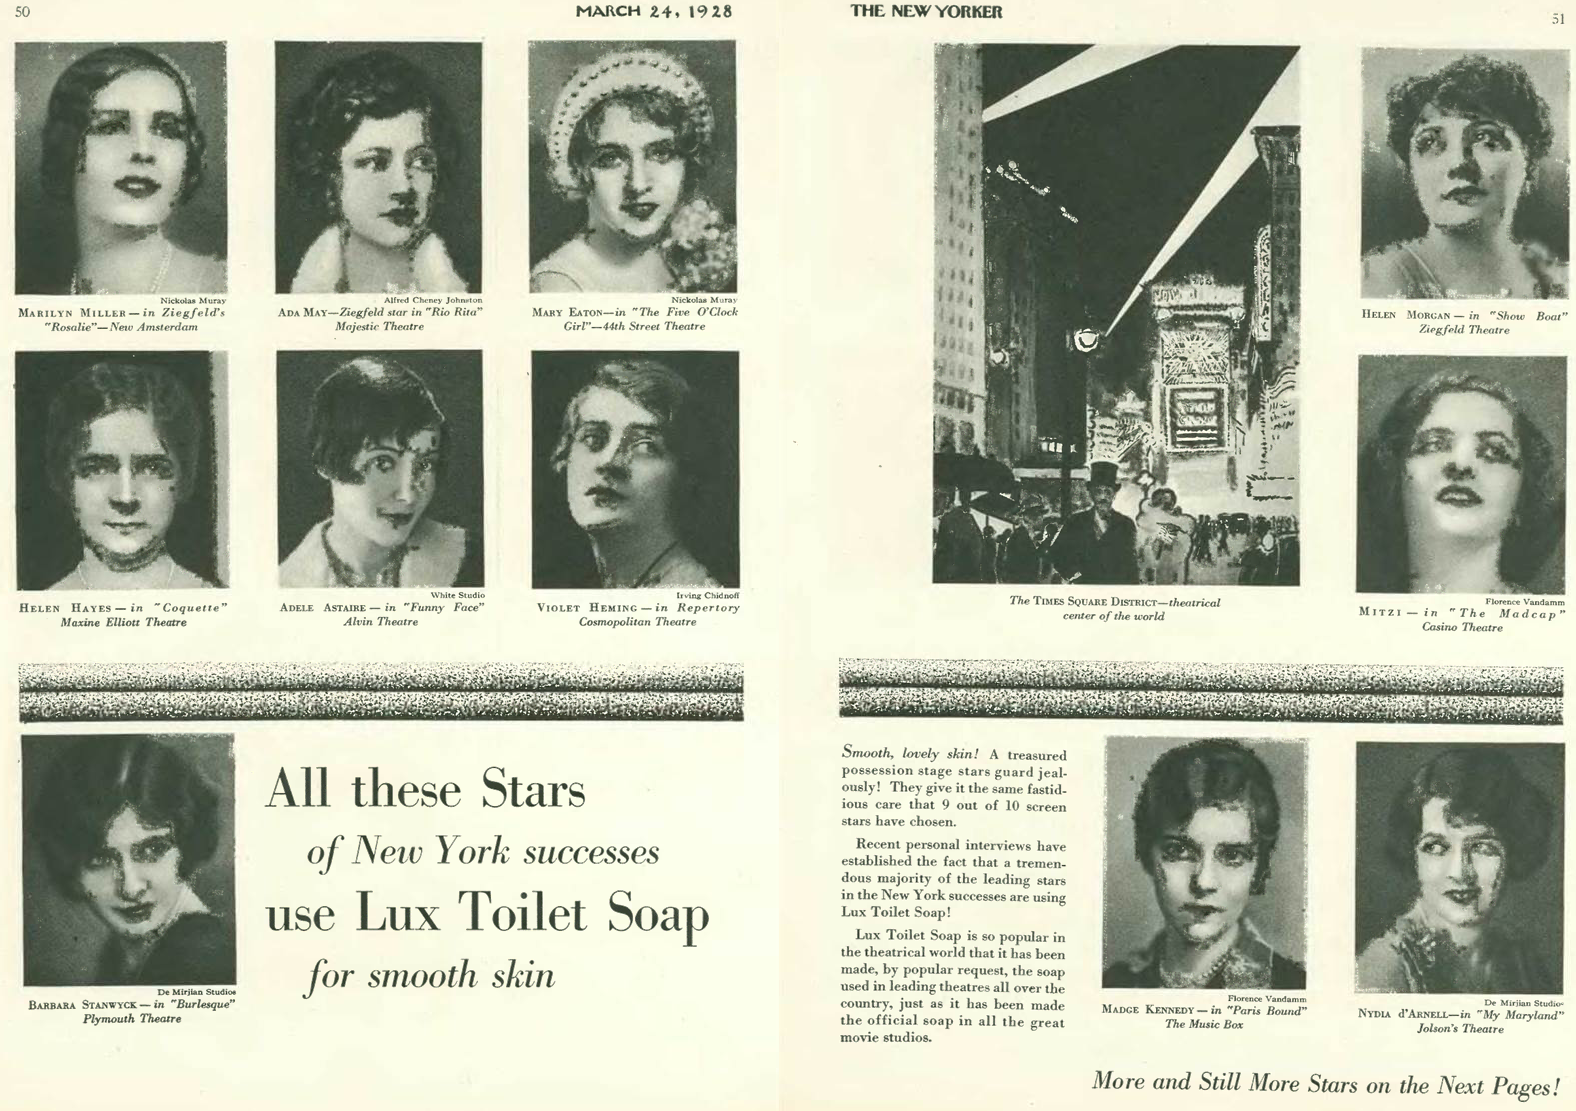 50
MARCH 24, 1928
Nickolas Muray
MARILYN MILLER — in Ziegfeld's
"Rosalie"—New Amsterdam
Alfred Cheney Johnston
ADA MAY—Ziegfeld star in "Rio Rita"
Majestic Theatre
Nickolas Muray
MARY EATON—in "The Five O'Clock
Girl"—44th Street Theatre
HELEN HAYES — in "Coquette"
Maxine Elliott Theatre
White Studio
ADELE ASTAIRE — in "Funny Face"
Alvin Theatre
Irving Chidnoff
VIOLET HEMING — in Repertory
Cosmopolitan Theatre
De Mirjian Studios
BARBARA STANWYCK — in "Burlesque"
Plymouth Theatre
All these Stars
of New York successes
use Lux Toilet Soap
for smooth skin
THE NEW YORKER
51
The TIMES SQUARE DISTRICT—theatrical
center of the world
HELEN MORGAN — in "Show Boat"
Ziegfeld Theatre
Florence Vandamm
MITZI — in "The Madcap"
Casino Theatre
Smooth, lovely skin! A treasured
possession stage stars guard jeal-
ously! They give it the same fastid-
ious care that 9 out of 10 screen
stars have chosen.
Recent personal interviews have
established the fact that a tremen-
dous majority of the leading stars
in the New York successes are using
Lux Toilet Soap!
Lux Toilet Soap is so popular in
the theatrical world that it has been
made, by popular request, the soap
used in leading theatres all over the
country, just as it has been made
the official soap in all the great
movie studios.
Florence Vandamm
MADGE KENNEDY — in "Paris Bound"
The Music Box
De Mirjian Studios
NYDIA d'ARNELL—in "My Maryland"
Jolson's Theatre
More and Still More Stars on the Next Pages!